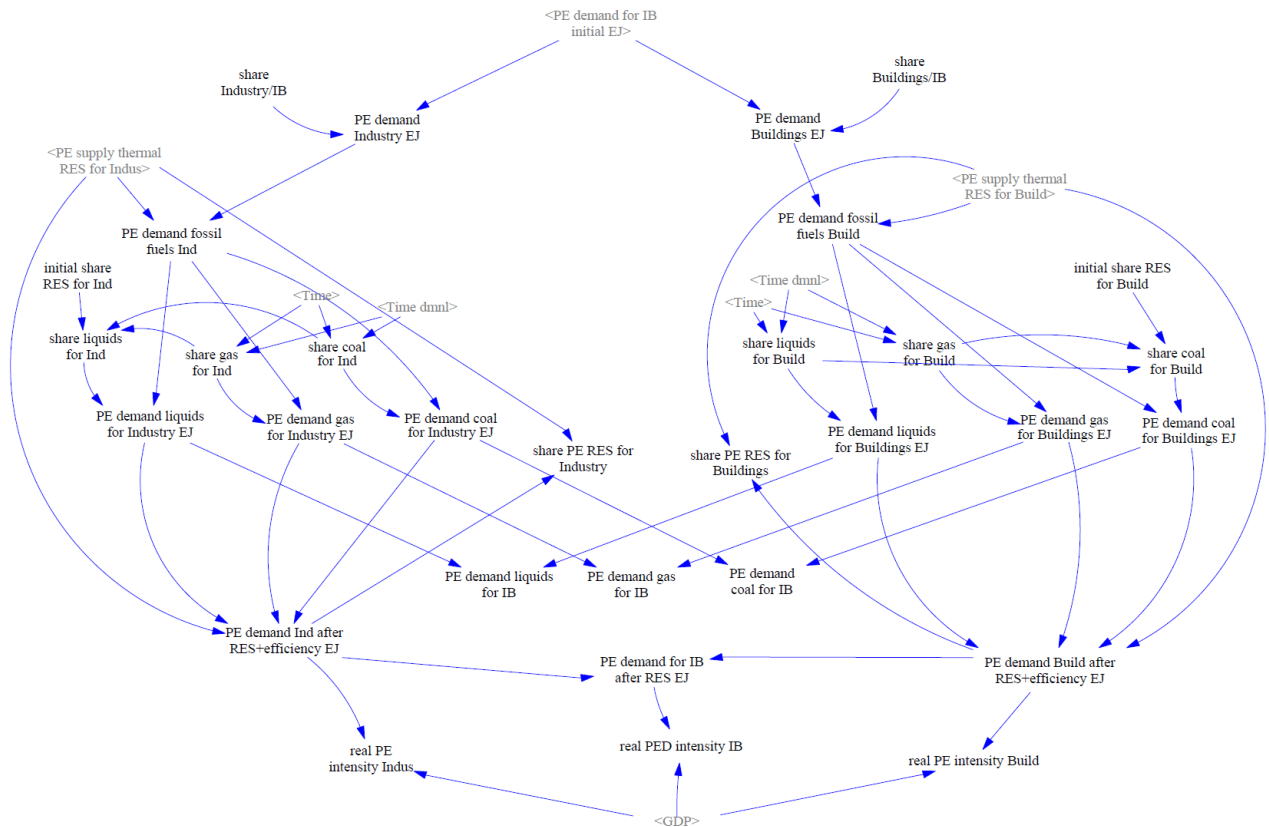 <PE demand for IB
initial EJ>
share
Industry/IB
share
Buildings/IB
PE demand
Industry EJ
PE demand
Buildings EJ
<PE supply thermal
RES for Indus>
<PE supply thermal
RES for Build>
PE demand fossil
fuels Ind
PE demand fossil
fuels Build
initial share
RES for Ind
<Time>
<Time dmnl>
<Time dmnl>
<Time>
initial share RES
for Build
share liquids
for Ind
share gas
for Ind
share coal
for Ind
share liquids
for Build
share gas
for Build
share coal
for Build
PE demand liquids
for Industry EJ
PE demand gas
for Industry EJ
PE demand coal
for Industry EJ
share PE RES for
Industry
share PE RES for
Buildings
PE demand liquids
for Buildings EJ
PE demand gas
for Buildings EJ
PE demand coal
for Buildings EJ
PE demand liquids
for IB
PE demand gas
for IB
PE demand
coal for IB
PE demand Ind after
RES+efficiency EJ
PE demand for IB
after RES EJ
PE demand Build after
RES+efficiency EJ
real PE
intensity Indus
real PED intensity IB
real PE intensity Build
<GDP>